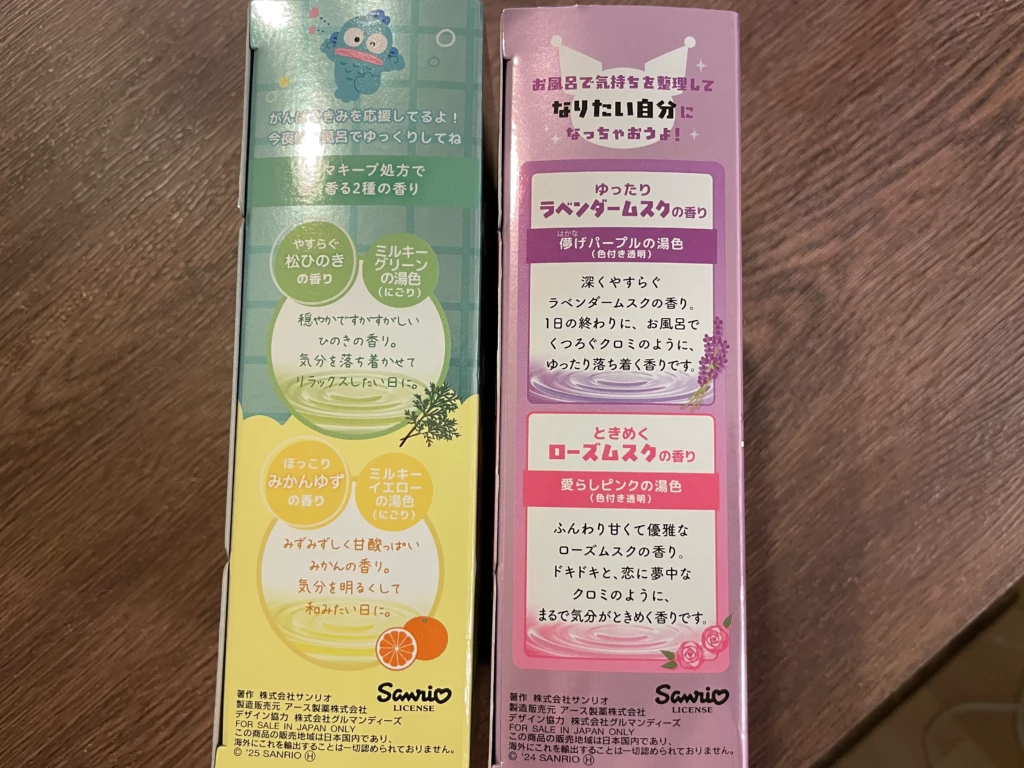 がんばるきみを応援してるよ!
今夜はお風呂でゆっくりしてね
マキープ処方で
香る2種の香り
やすらぐ
松ひのき
の香り
ミルキー
グリーン
の湯色
(にごり)
穏やかですがすがしい
ひのきの香り。
気分を落ち着かせて
リラックスしたい日に。
ほっこり
みかんゆず
の香り
ミルキー
イエロー
の湯色
(にごり)
みずみずしく甘酸っぱい
みかんの香り。
気分を明るくして
和みたい日に。
著作 株式会社サンリオ
製造販売元 アース製薬株式会社
デザイン協力 株式会社グルマンディーズ
FOR SALE IN JAPAN ONLY
この商品の販売地域は日本国内であり、
海外にこれを輸出することは一切認められておりません。
© '25 SANRIO Ⓗ
Sanrio
LICENSE
お風呂で気持ちを整理して
なりたい自分に
なっちゃおうよ!
ゆったり
ラベンダームスクの香り
はかな
儚げパープルの湯色
(色付き透明)
深くやすらぐ
ラベンダームスクの香り。
1日の終わりに、お風呂で
くつろぐクロミのように、
ゆったり落ち着く香りです。
ときめく
ローズムスクの香り
愛らしピンクの湯色
(色付き透明)
ふんわり甘くて優雅な
ローズムスクの香り。
ドキドキと、恋に夢中な
クロミのように、
まるで気分がときめく香りです。
著作 株式会社サンリオ
製造販売元 アース製薬株式会社
デザイン協力 株式会社グルマンディーズ
FOR SALE IN JAPAN ONLY
この商品の販売地域は日本国内であり、
海外にこれを輸出することは一切認められておりません。
© '24 SANRIO Ⓗ
Sanrio
LICENSE